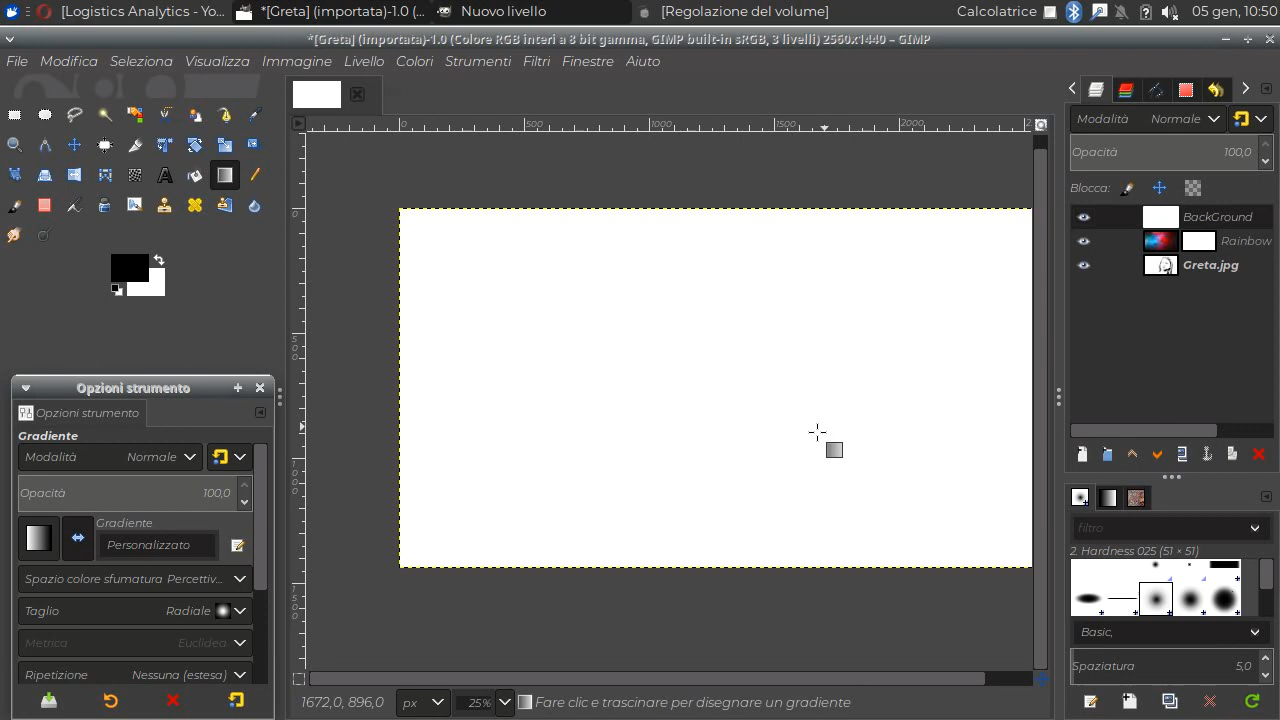 [Logistics Analytics - Yo...
*[Greta] (importata)-1.0 (...
Nuovo livello
[Regolazione del volume]
Calcolatrice
05 gen, 10:50
*[Greta] (importata)-1.0 (Colore RGB interi a 8 bit gamma, GIMP built-in sRGB, 3 livelli) 2560x1440 – GIMP
File Modifica Seleziona Visualizza Immagine Livello Colori Strumenti Filtri Finestre Aiuto
0 500 1000 1500 2000
0
500
1000
1500
Opzioni strumento
Opzioni strumento
Gradiente
Modalità Normale
Opacità 100,0
Gradiente
Personalizzato
Spazio colore sfumatura Percettiv...
Taglio Radiale
Metrica Euclidea
Ripetizione Nessuna (estesa)
1672,0, 896,0 px 25% Fate clic e trascinare per disegnare un gradiente
Modalità Normale
Opacità 100,0
Blocca:
BackGround
Rainbow
Greta.jpg
filtro
2. Hardness 025 (51 × 51)
Basic,
Spaziatura 5,0